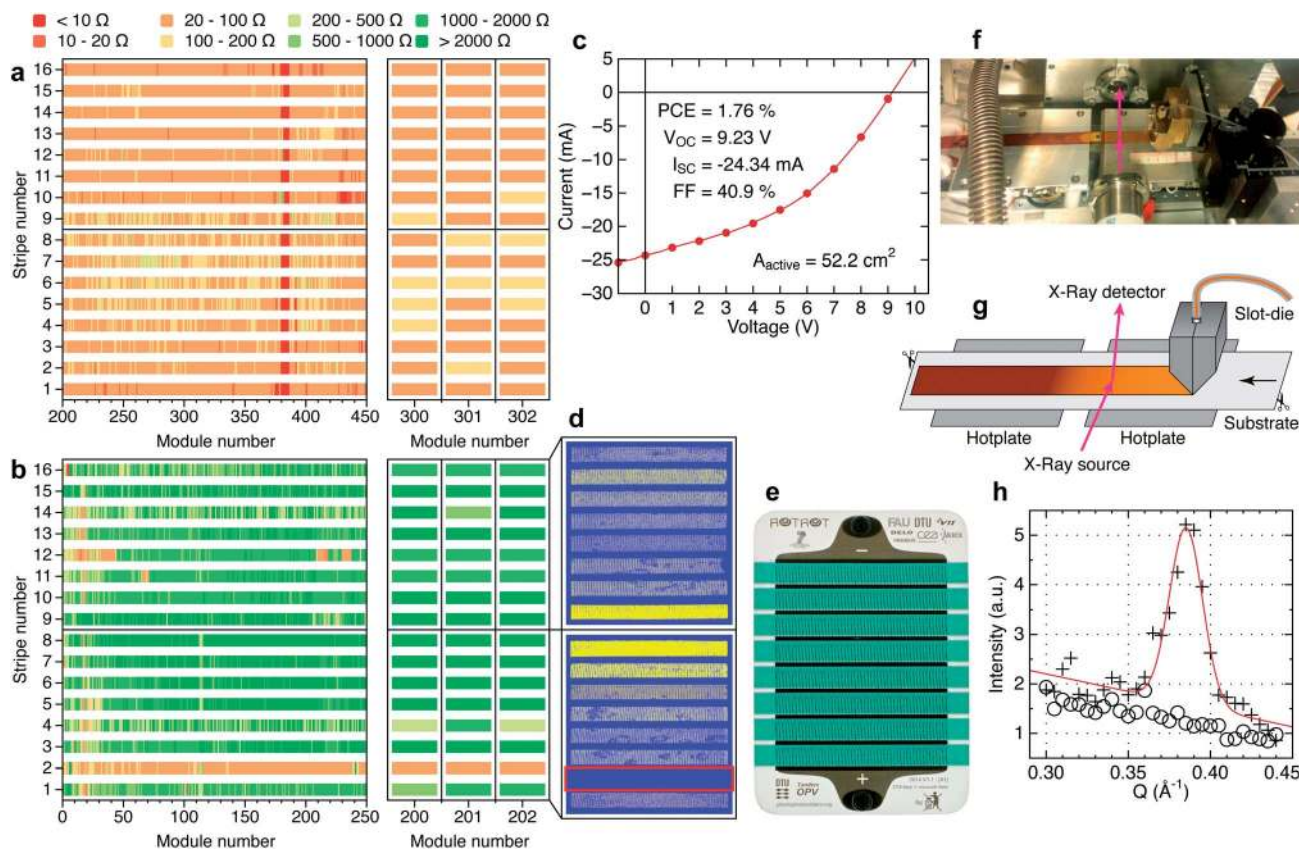 < 10 Ω 20 - 100 Ω 200 - 500 Ω 1000 - 2000 Ω
10 - 20 Ω 100 - 200 Ω 500 - 1000 Ω > 2000 Ω
a
16
15
14
13
12
11
10
9
8
7
6
5
4
3
2
1
Stripe number
200 250 300 350 400 450
Module number
300 301 302
Module number
b
16
15
14
13
12
11
10
9
8
7
6
5
4
3
2
1
Stripe number
0 50 100 150 200 250
Module number
200 201 202
Module number
c
5
0
−5
−10
−15
−20
−25
−30
Current (mA)
PCE = 1.76 %
VOC = 9.23 V
ISC = -24.34 mA
FF = 40.9 %
Aactive = 52.2 cm2
0 1 2 3 4 5 6 7 8 9 10
Voltage (V)
d
e
ROTROT
FAU DTU
DELO
cea
−
+
DTU
OPV
f
g
X-Ray detector
Slot-die
Substrate
Hotplate Hotplate
X-Ray source
h
5
4
3
2
1
Intensity (a.u.)
0.30 0.35 0.40 0.45
Q (Å-1)